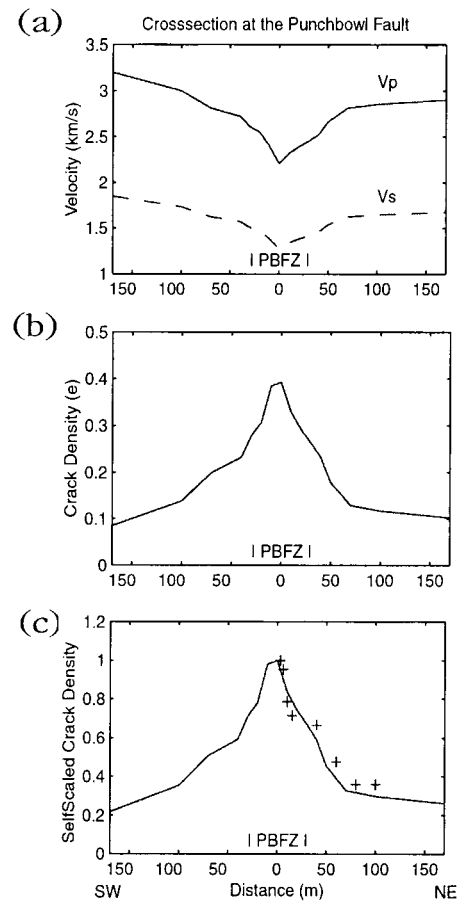 (a)
Crosssection at the Punchbowl Fault
3.5
3
2.5
2
1.5
1
Velocity (km/s)
Vp
Vs
I PBFZ I
150 100 50 0 50 100 150
(b)
0.5
0.4
0.3
0.2
0.1
0
Crack Density (e)
I PBFZ I
150 100 50 0 50 100 150
(c)
1.2
1
0.8
0.6
0.4
0.2
0
SelfScaled Crack Density
I PBFZ I
150 100 50 0 50 100 150
SW Distance (m) NE